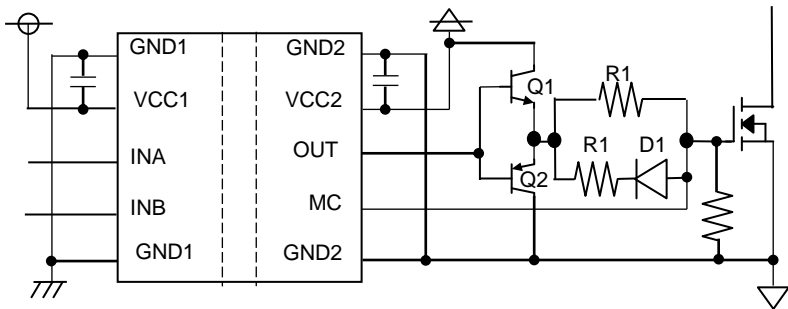 GND1
VCC1
INA
INB
GND1
GND2
VCC2
OUT
MC
GND2
Q1
Q2
R1
R1
D1